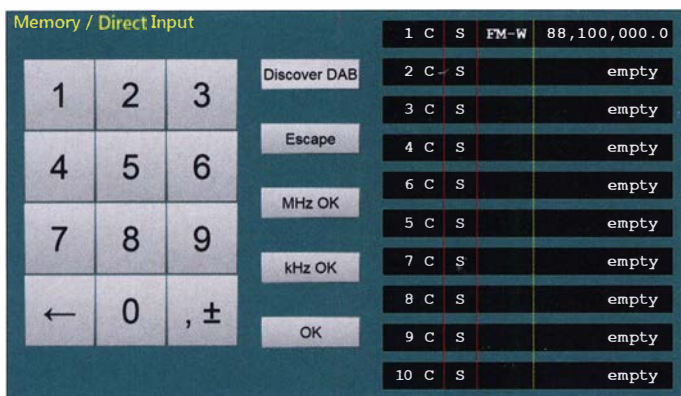 Memory / Direct Input
1 2 3
4 5 6
7 8 9
← 0 , ±
Discover DAB
Escape
MHz OK
kHz OK
OK
1 C S FM-W 88,100,000.0
2 C S empty
3 C S empty
4 C S empty
6 C S empty
5 C S empty
7 C S empty
8 C S empty
9 C S empty
10 C S empty